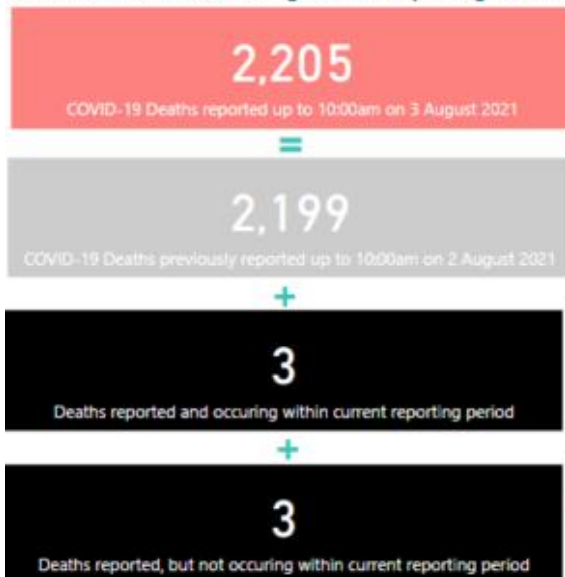 2,205
COVID-19 Deaths reported up to 10:00am on 3 August 2021
=
2,199
COVID-19 Deaths previously reported up to 10:00am on 2 August 2021
+
3
Deaths reported and occuring within current reporting period
+
3
Deaths reported, but not occuring within current reporting period